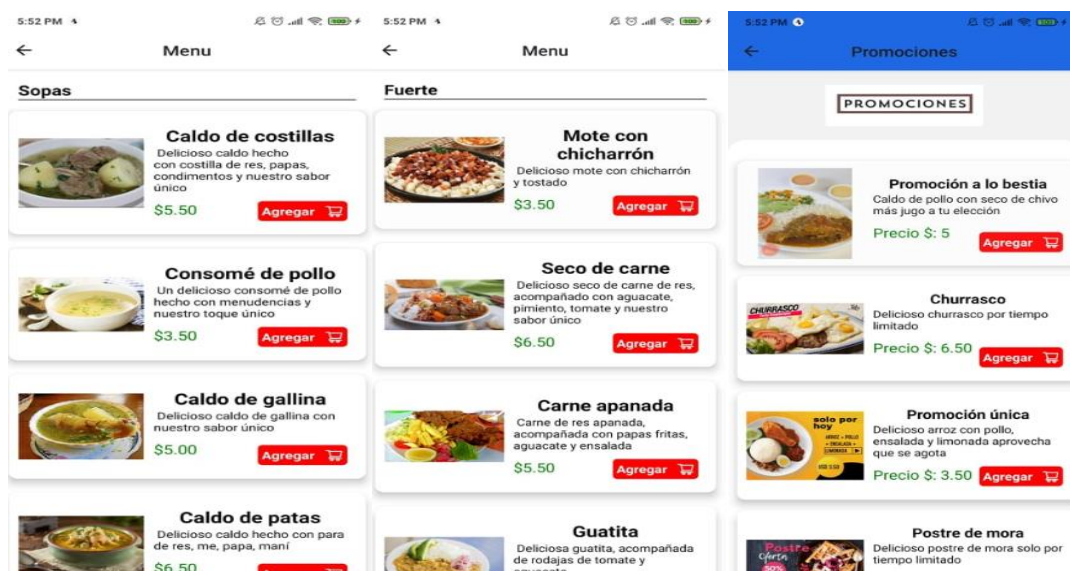 5:52 PM
Menu
Sopas
Caldo de costillas
Delicioso caldo hecho
con costilla de res, papas,
condimentos y nuestro sabor
único
$5.50
Agregar
Consomé de pollo
Un delicioso consomé de pollo
hecho con menudencias y
nuestro toque único
$3.50
Agregar
Caldo de gallina
Delicioso caldo de gallina con
nuestro sabor único
$5.00
Agregar
Caldo de patas
Delicioso caldo hecho con para
de res, me, papa, maní
$6.50
5:52 PM
Menu
Fuerte
Mote con
chicharrón
Delicioso mote con chicharrón
y tostado
$3.50
Agregar
Seco de carne
Delicioso seco de carne de res,
acompañado con aguacate,
pimiento, tomate y nuestro
sabor único
$6.50
Agregar
Carne apanada
Carne de res apanada,
acompañada con papas fritas,
aguacate y ensalada
$5.50
Agregar
Guatita
Deliciosa guatita, acompañada
de rodajas de tomate y
5:52 PM
Promociones
PROMOCIONES
Promoción a lo bestia
Caldo de pollo con seco de chivo
más jugo a tu elección
Precio $: 5
Agregar
CHURRASCO
Churrasco
Delicioso churrasco por tiempo
limitado
Precio $: 6.50
Agregar
solo por
hoy
ARROZ + POLLO
+ ENSALADA +
LIMONADA
Promoción única
Delicioso arroz con pollo,
ensalada y limonada aprovecha
que se agota
Precio $: 3.50
Agregar
Postre
Oferta
50%
Postre de mora
Delicioso postre de mora solo por
tiempo limitado